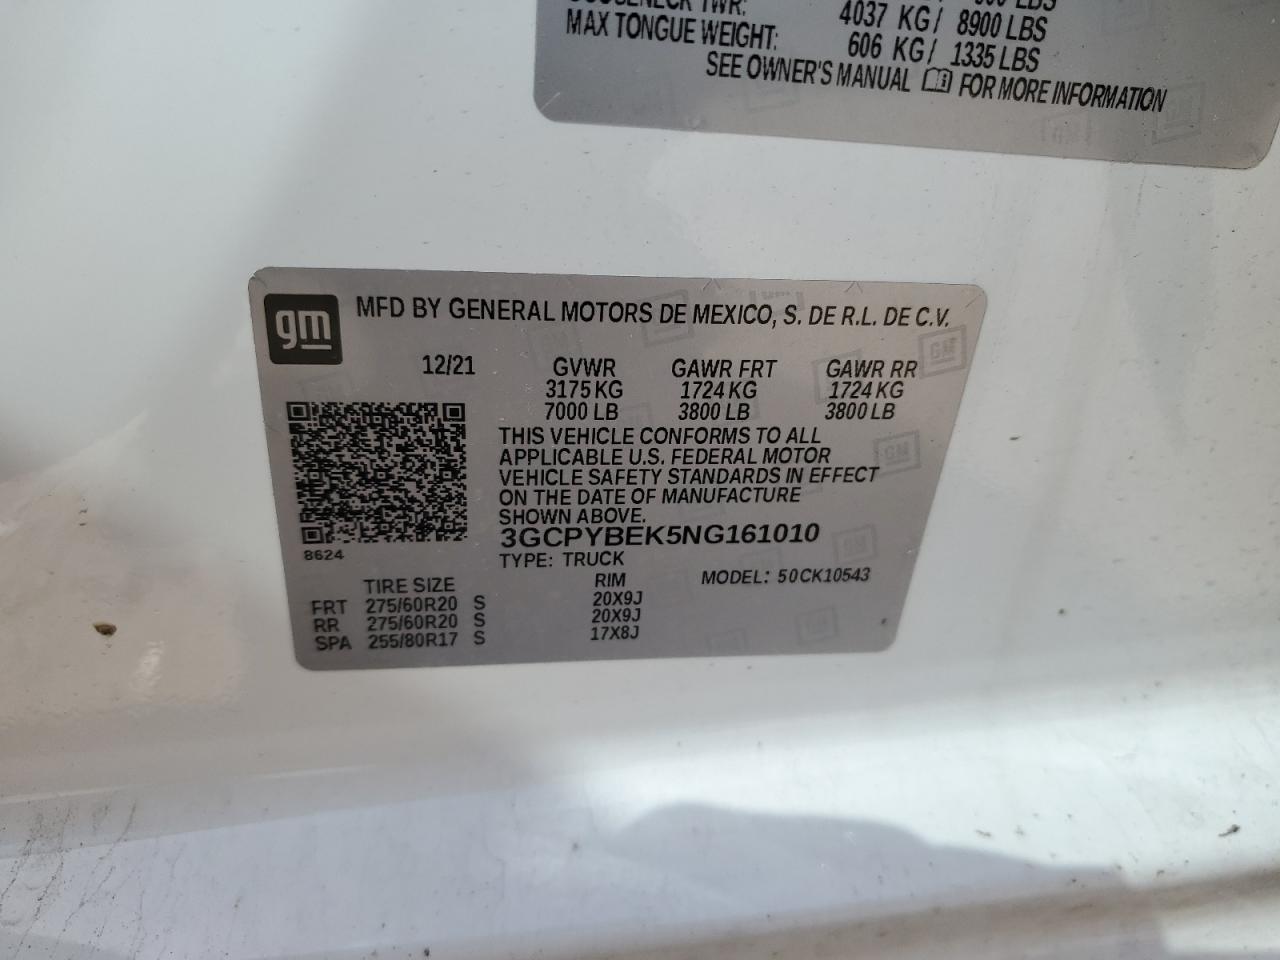 GOOSENECK TWR: 4037 KG/ 8900 LBS
MAX TONGUE WEIGHT: 606 KG/ 1335 LBS
SEE OWNER'S MANUAL FOR MORE INFORMATION
gm
MFD BY GENERAL MOTORS DE MEXICO, S. DE R.L. DE C.V.
12/21 GVWR GAWR FRT GAWR RR
3175 KG 1724 KG 1724 KG
7000 LB 3800 LB 3800 LB
THIS VEHICLE CONFORMS TO ALL
APPLICABLE U.S. FEDERAL MOTOR
VEHICLE SAFETY STANDARDS IN EFFECT
ON THE DATE OF MANUFACTURE
SHOWN ABOVE.
3GCPYBEK5NG161010
8624
TYPE: TRUCK
MODEL: 50CK10543
TIRE SIZE RIM
FRT 275/60R20 S 20X9J
RR 275/60R20 S 20X9J
SPA 255/80R17 S 17X8J